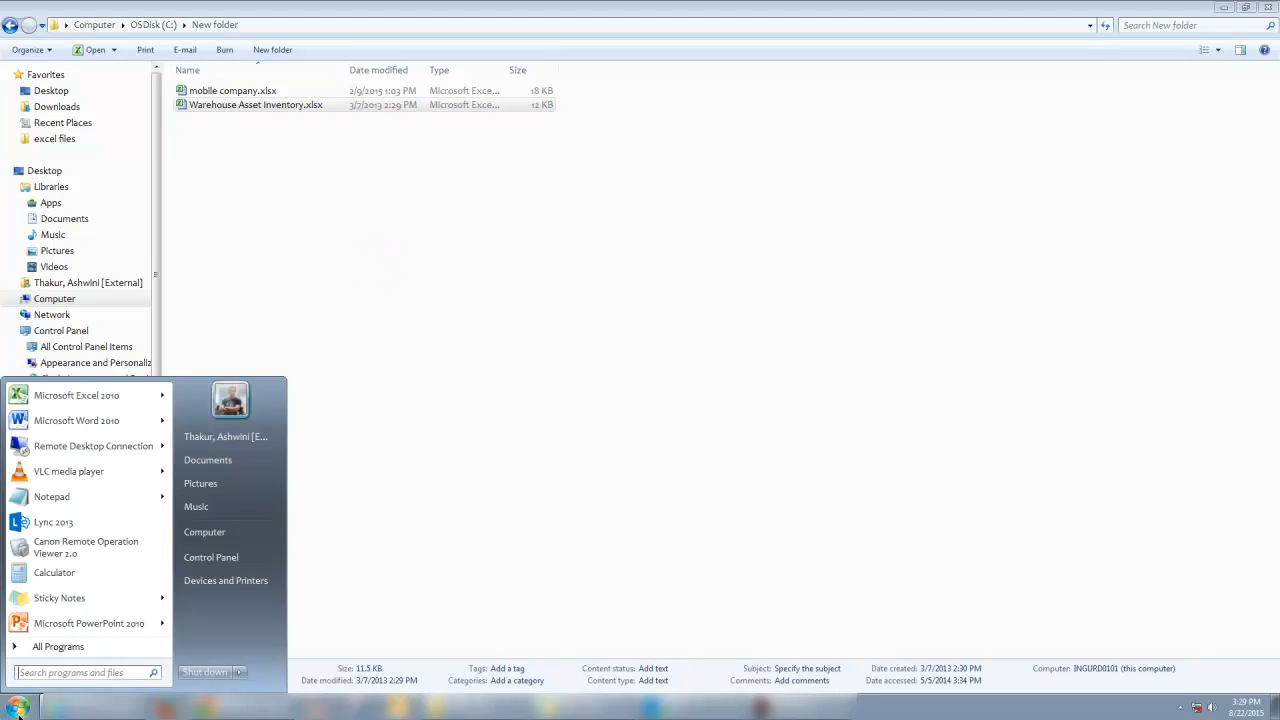 Computer ▸ OSDisk (C:) ▸ New folder
Search New folder
Organize Open Print E-mail Burn New folder
Name Date modified Type Size
mobile company.xlsx 2/9/2015 1:03 PM Microsoft Exce... 18 KB
Warehouse Asset Inventory.xlsx 3/7/2013 2:29 PM Microsoft Exce... 12 KB
Favorites
Desktop
Downloads
Recent Places
excel files
Desktop
Libraries
Apps
Documents
Music
Pictures
Videos
Thakur, Ashwini [External]
Computer
Network
Control Panel
All Control Panel Items
Appearance and Personaliz
Microsoft Excel 2010
Microsoft Word 2010
Remote Desktop Connection
VLC media player
Notepad
Lync 2013
Canon Remote Operation
Viewer 2.0
Calculator
Sticky Notes
Microsoft PowerPoint 2010
All Programs
Search programs and files
Thakur, Ashwini [E...
Documents
Pictures
Music
Computer
Control Panel
Devices and Printers
Shut down
Size: 11.5 KB Tags: Add a tag Content status: Add text Subject: Specify the subject Date created: 3/7/2013 2:30 PM Computer: INGURD0101 (this computer)
Date modified: 3/7/2013 2:29 PM Categories: Add a category Content type: Add text Comments: Add comments Date accessed: 5/5/2014 3:34 PM
3:29 PM
8/22/2015